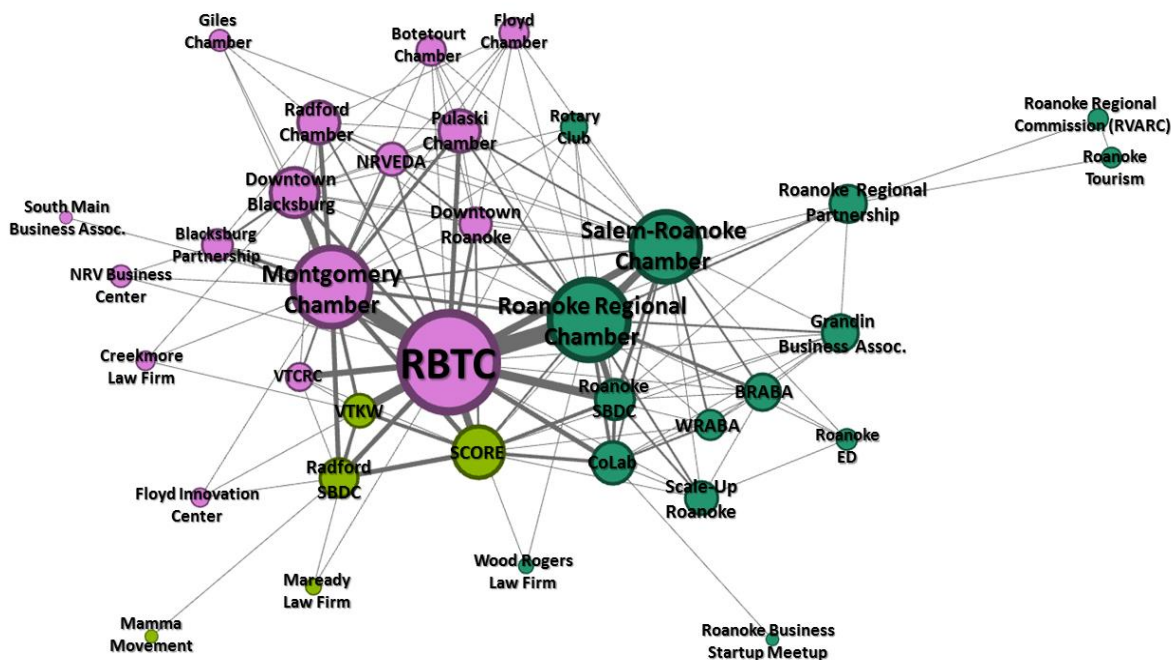 Giles
Chamber
Botetourt
Chamber
Floyd
Chamber
Radford
Chamber
Pulaski
Chamber
Rotary
Club
Roanoke Regional
Commission (RVARC)
Roanoke
Tourism
NRVEDA
Downtown
Blacksburg
Roanoke Regional
Partnership
South Main
Business Assoc.
Blacksburg
Partnership
Downtown
Roanoke
Salem-Roanoke
Chamber
NRV Business
Center
Montgomery
Chamber
Roanoke Regional
Chamber
Grandin
Business Assoc.
Creekmore
Law Firm
VTCRC
RBTC
Roanoke
SBDC
BRABA
VTKW
WRABA
Roanoke
ED
SCORE
CoLab
Radford
SBDC
Floyd Innovation
Center
Scale-Up
Roanoke
Wood Rogers
Law Firm
Maready
Law Firm
Mamma
Movement
Roanoke Business
Startup Meetup